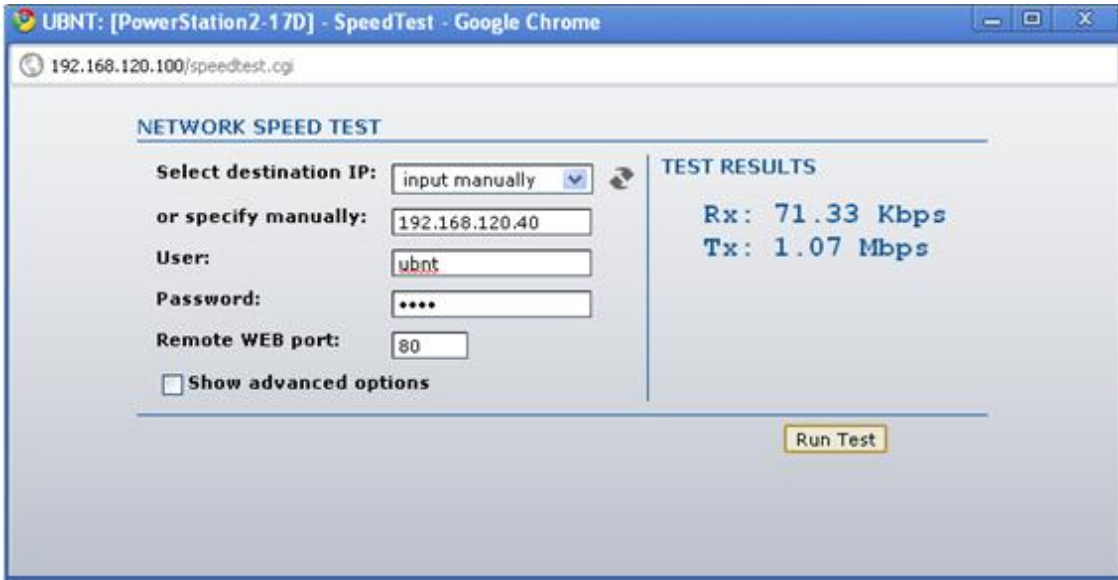 UBNT: [PowerStation2-17D] - SpeedTest - Google Chrome
192.168.120.100/speedtest.cgi
NETWORK SPEED TEST
Select destination IP: input manually
or specify manually: 192.168.120.40
User: ubnt
Password: ••••
Remote WEB port: 80
Show advanced options
TEST RESULTS
Rx: 71.33 Kbps
Tx: 1.07 Mbps
Run Test